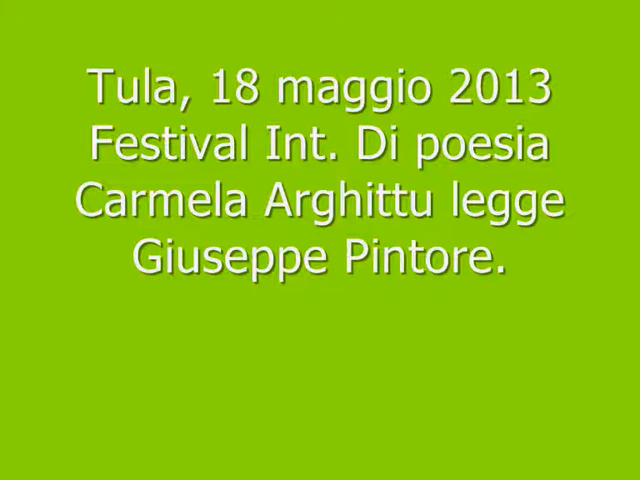 Tula, 18 maggio 2013
Festival Int. Di poesia
Carmela Arghittu legge
Giuseppe Pintore.